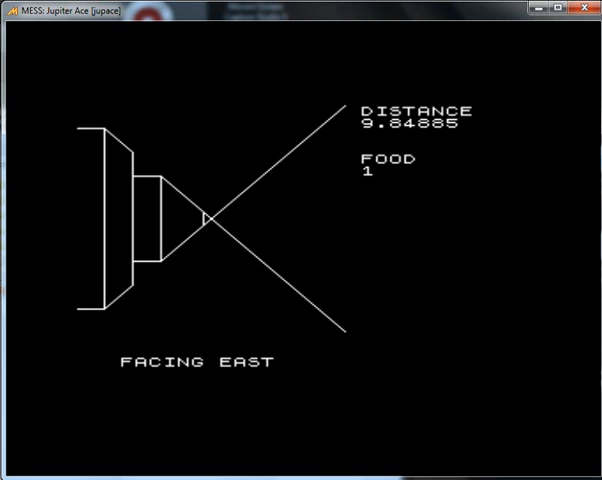 MESS: Jupiter Ace [jupace]
DISTANCE
9.84885
FOOD
1
FACING EAST